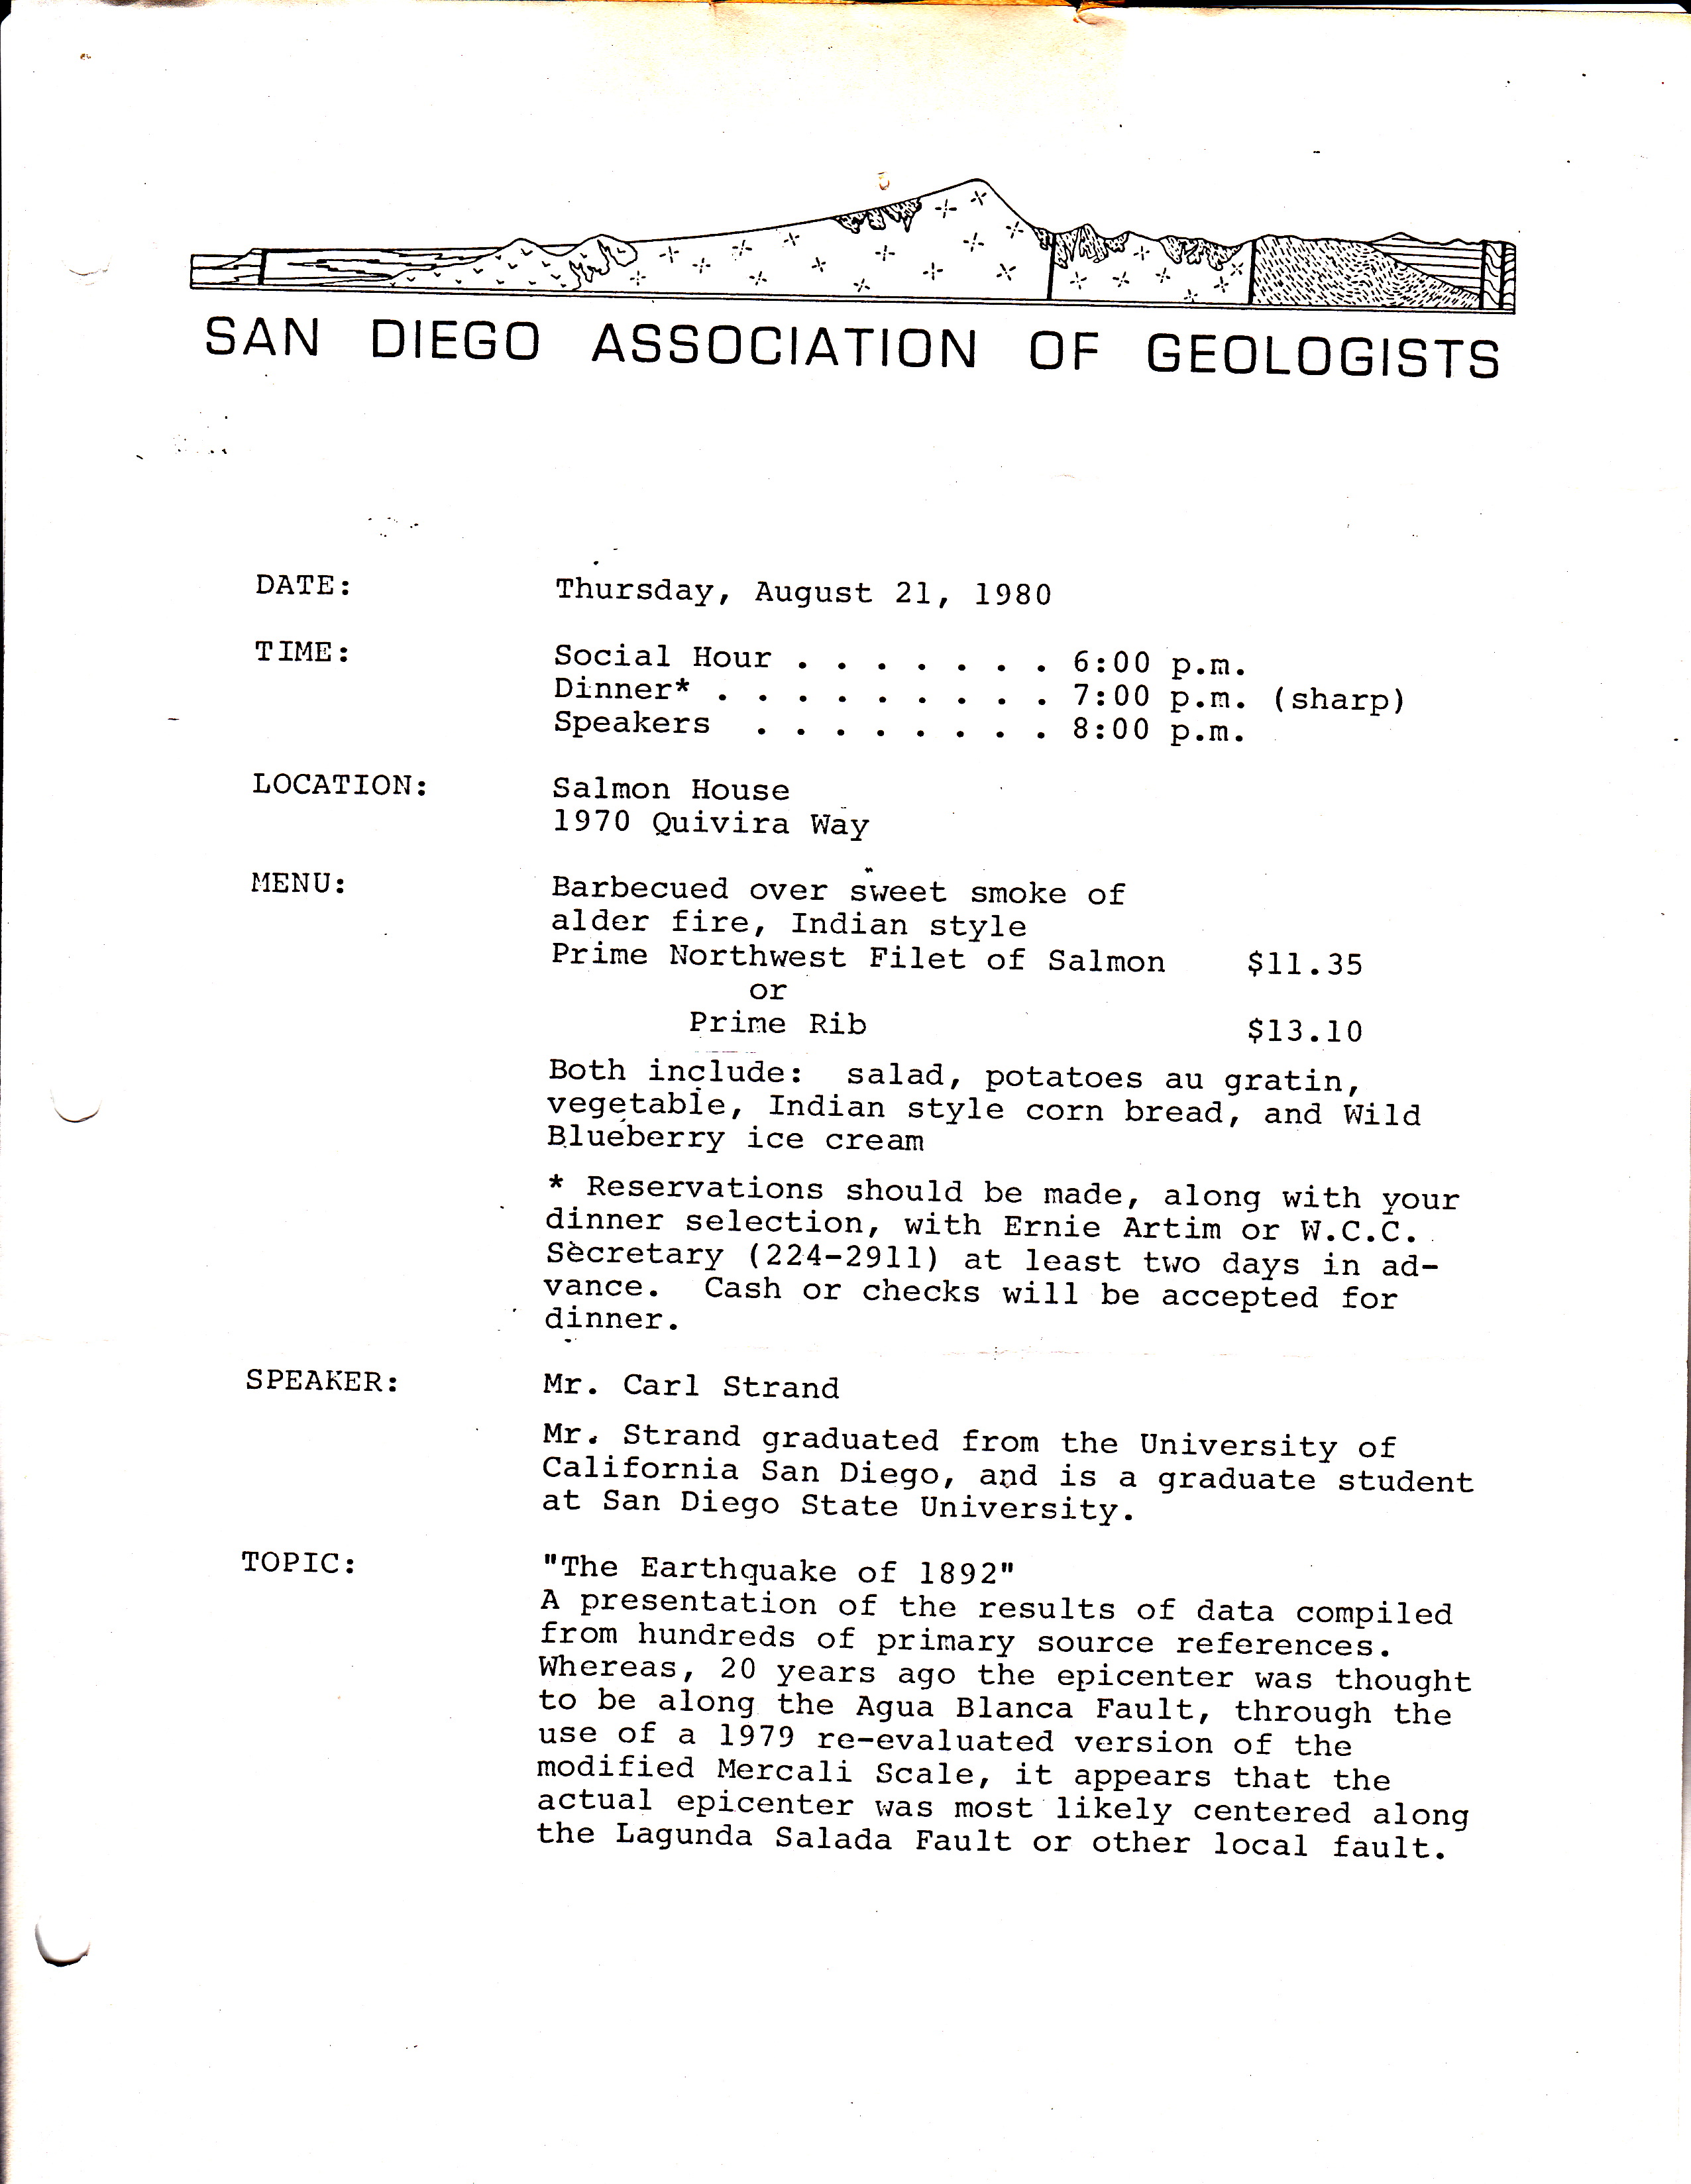 SAN DIEGO ASSOCIATION OF GEOLOGISTS
DATE: Thursday, August 21, 1980
TIME: Social Hour . . . . . . . 6:00 p.m.
Dinner* . . . . . . . . . 7:00 p.m. (sharp)
Speakers . . . . . . . . 8:00 p.m.
LOCATION: Salmon House
1970 Quivira Way
MENU: Barbecued over sweet smoke of
alder fire, Indian style
Prime Northwest Filet of Salmon $11.35
or
Prime Rib $13.10
Both include: salad, potatoes au gratin,
vegetable, Indian style corn bread, and Wild
Blueberry ice cream
* Reservations should be made, along with your
dinner selection, with Ernie Artim or W.C.C.
Secretary (224-2911) at least two days in ad-
vance. Cash or checks will be accepted for
dinner.
SPEAKER: Mr. Carl Strand
Mr. Strand graduated from the University of
California San Diego, and is a graduate student
at San Diego State University.
TOPIC: "The Earthquake of 1892"
A presentation of the results of data compiled
from hundreds of primary source references.
Whereas, 20 years ago the epicenter was thought
to be along the Agua Blanca Fault, through the
use of a 1979 re-evaluated version of the
modified Mercali Scale, it appears that the
actual epicenter was most likely centered along
the Lagunda Salada Fault or other local fault.